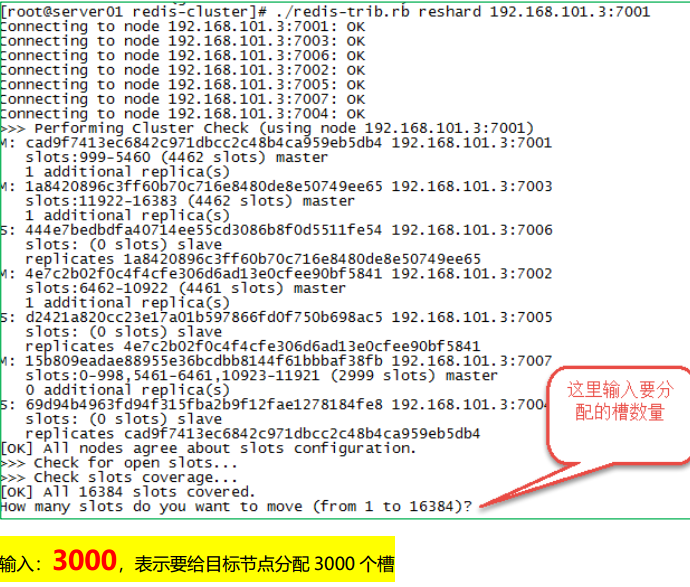 [root@server01 redis-cluster]# ./redis-trib.rb reshard 192.168.101.3:7001
Connecting to node 192.168.101.3:7001: OK
Connecting to node 192.168.101.3:7003: OK
Connecting to node 192.168.101.3:7006: OK
Connecting to node 192.168.101.3:7002: OK
Connecting to node 192.168.101.3:7005: OK
Connecting to node 192.168.101.3:7007: OK
Connecting to node 192.168.101.3:7004: OK
>>> Performing Cluster Check (using node 192.168.101.3:7001)
M: cad9f7413ec6842c971dbcc2c48b4ca959eb5db4 192.168.101.3:7001
slots:999-5460 (4462 slots) master
1 additional replica(s)
M: 1a8420896c3ff60b70c716e8480de8e50749ee65 192.168.101.3:7003
slots:11922-16383 (4462 slots) master
1 additional replica(s)
S: 444e7bedbdfa40714ee55cd3086b8f0d5511fe54 192.168.101.3:7006
slots: (0 slots) slave
replicates 1a8420896c3ff60b70c716e8480de8e50749ee65
M: 4e7c2b02f0c4f4cfe306d6ad13e0cfee90bf5841 192.168.101.3:7002
slots:6462-10922 (4461 slots) master
1 additional replica(s)
S: d2421a820cc23e17a01b597866fd0f750b698ac5 192.168.101.3:7005
slots: (0 slots) slave
replicates 4e7c2b02f0c4f4cfe306d6ad13e0cfee90bf5841
M: 15b809eadae88955e36bcdbb8144f61bbbaf38fb 192.168.101.3:7007
slots:0-998,5461-6461,10923-11921 (2999 slots) master
0 additional replica(s)
S: 69d94b4963fd94f315fba2b9f12fae1278184fe8 192.168.101.3:7004
slots: (0 slots) slave
replicates cad9f7413ec6842c971dbcc2c48b4ca959eb5db4
[OK] All nodes agree about slots configuration.
>>> Check for open slots...
>>> Check slots coverage...
[OK] All 16384 slots covered.
How many slots do you want to move (from 1 to 16384)?
这里输入要分
配的槽数量
输入：3000，表示要给目标节点分配 3000 个槽